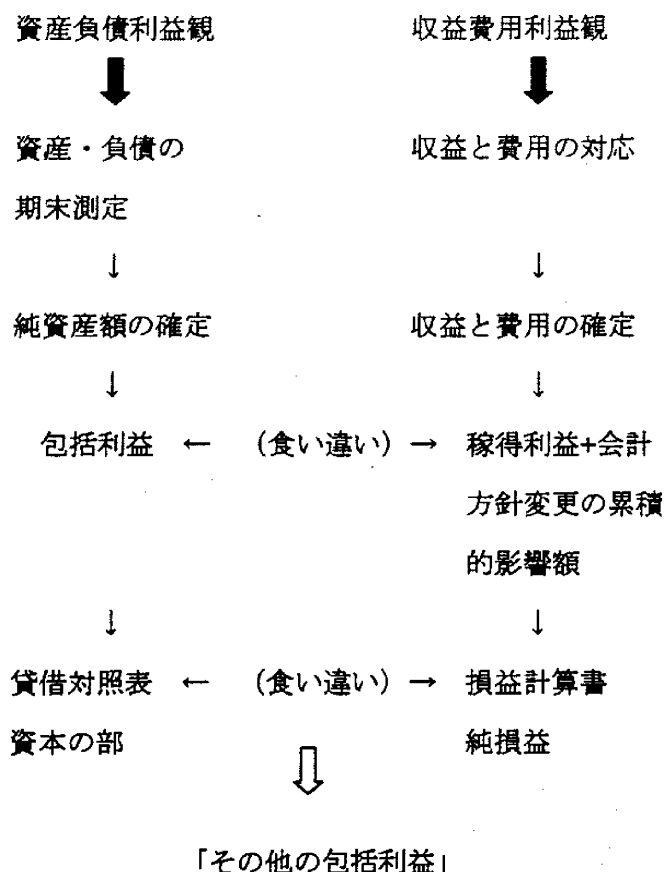 資産負債利益観 収益費用利益観
資産・負債の 収益と費用の対応
期末測定
↓ ↓
純資産額の確定 収益と費用の確定
↓ ↓
包括利益 ← (食い違い) → 稼得利益+会計
方針変更の累積
的影響額
↓ ↓
貸借対照表 ← (食い違い) → 損益計算書
資本の部 純損益
「その他の包括利益」